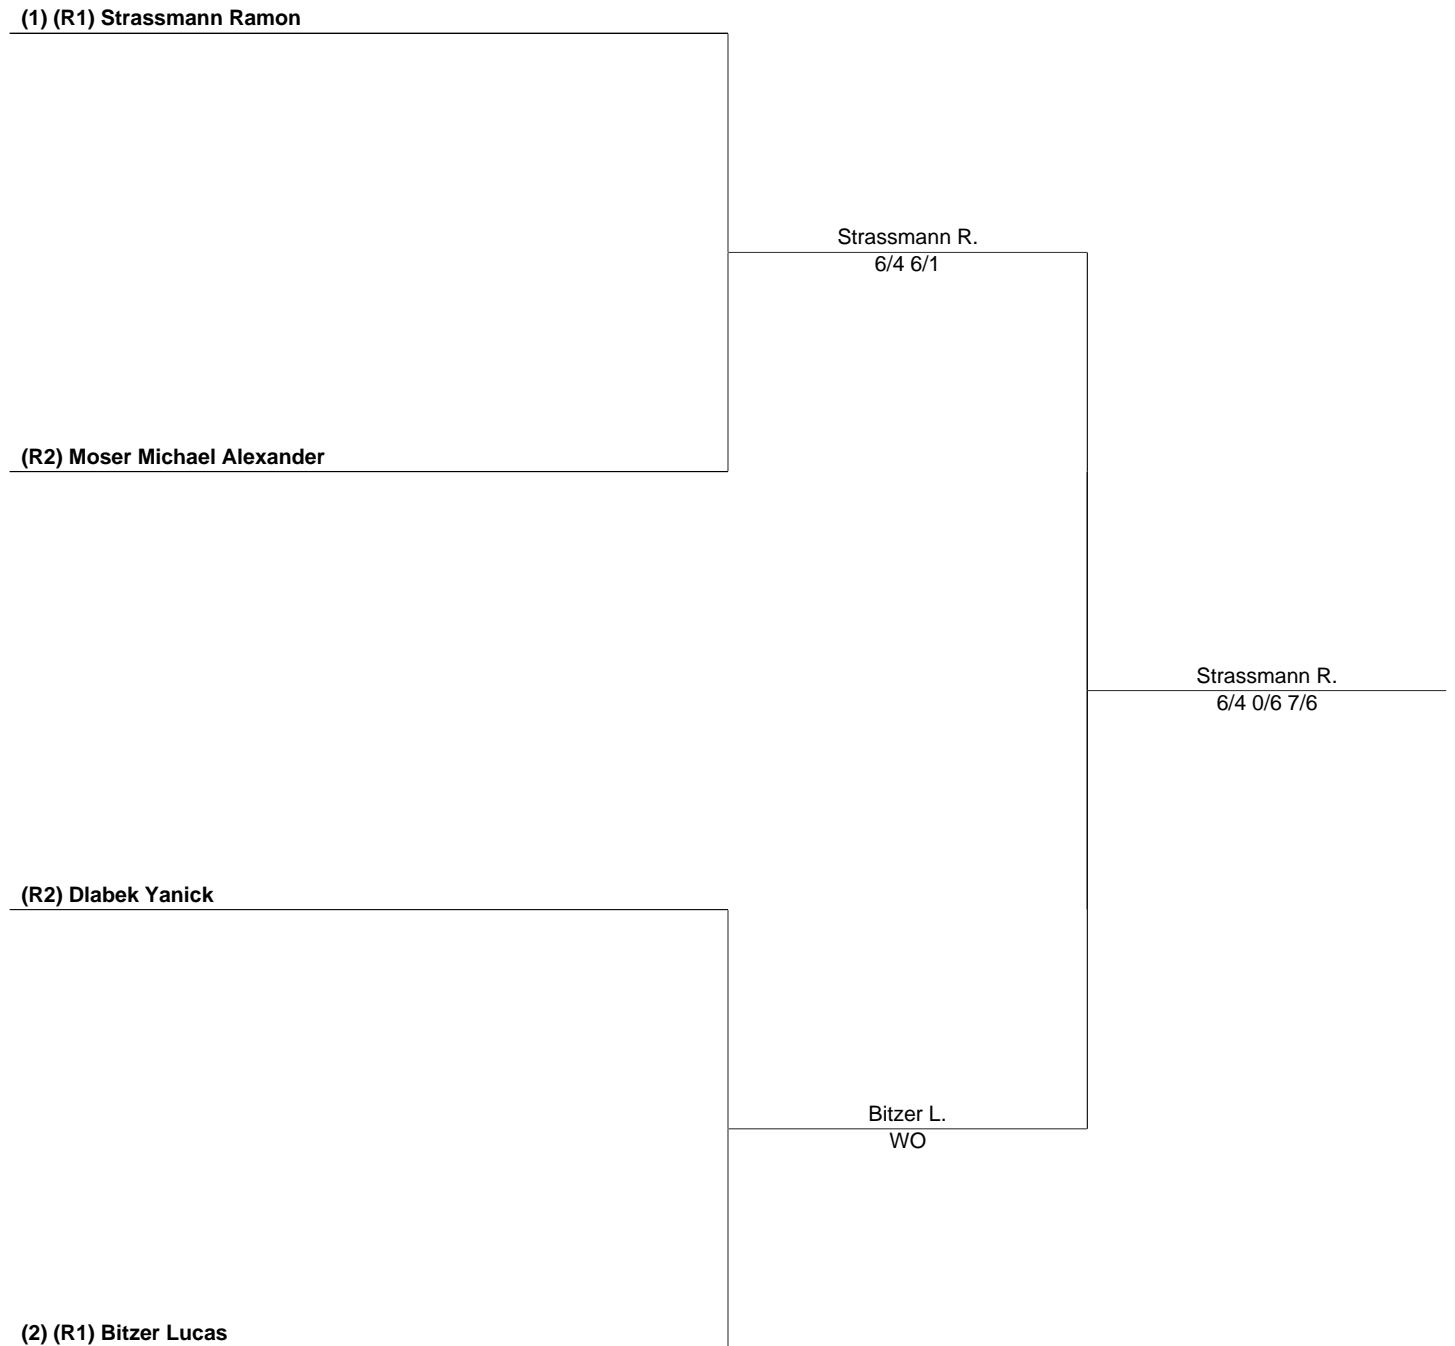 (1) (R1) Strassmann Ramon
Strassmann R.
6/4 6/1
(R2) Moser Michael Alexander
Strassmann R.
6/4 0/6 7/6
(R2) Dlabek Yanick
Bitzer L.
WO
(2) (R1) Bitzer Lucas